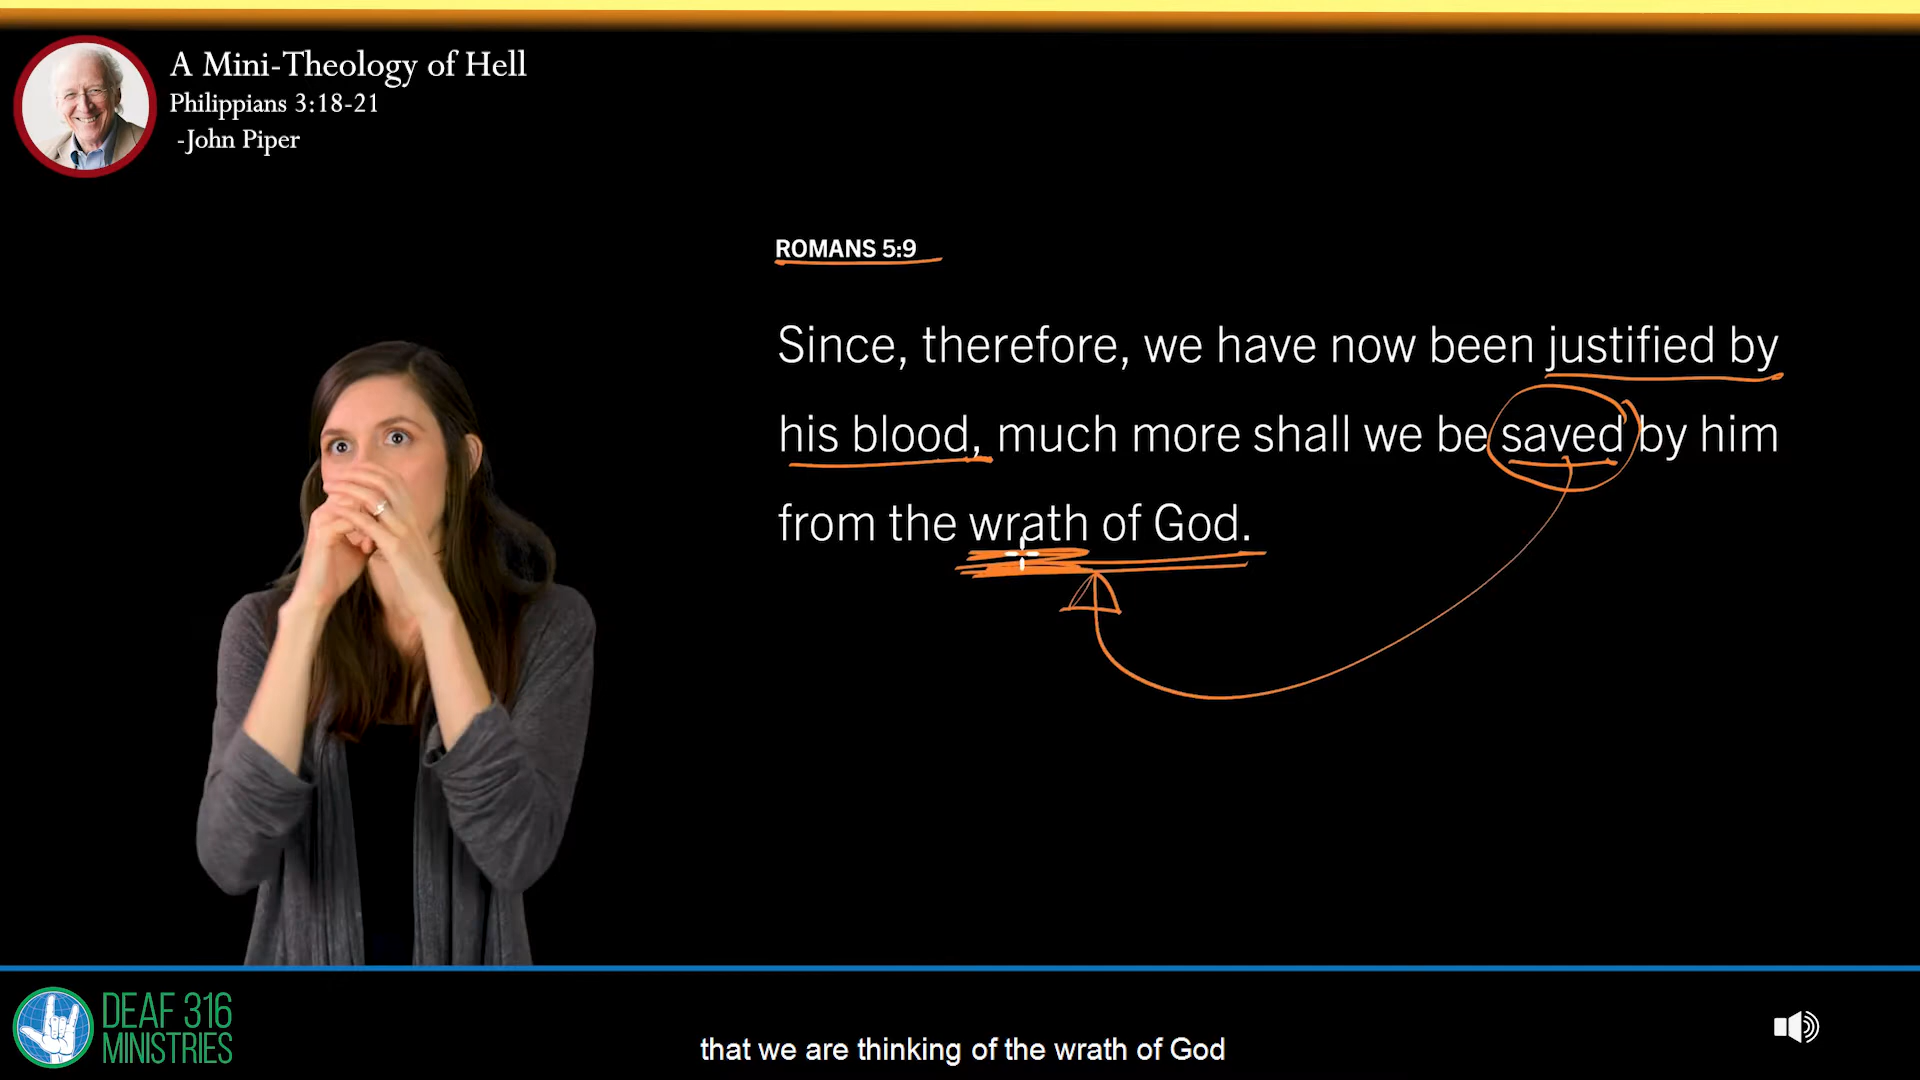 A Mini-Theology of Hell
Philippians 3:18-21
-John Piper
ROMANS 5:9
Since, therefore, we have now been justified by
his blood, much more shall we be saved by him
from the wrath of God.
DEAF 316
MINISTRIES
that we are thinking of the wrath of God